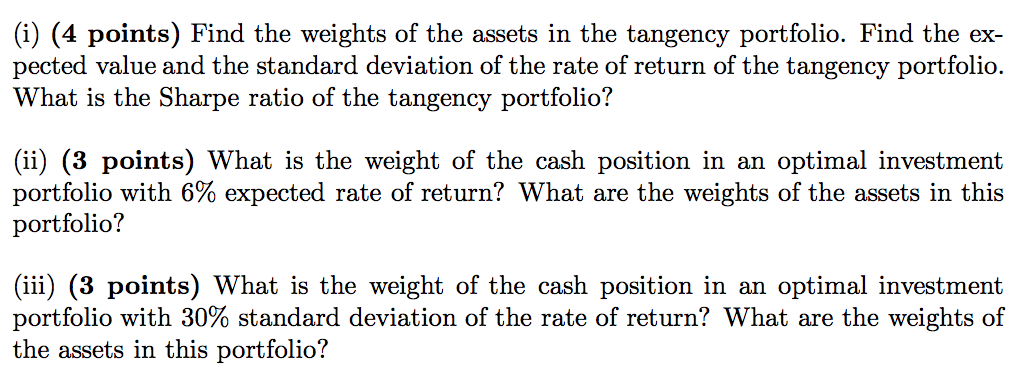 (i) (4 points) Find the weights of the assets in the tangency portfolio. Find the ex-
pected value and the standard deviation of the rate of return of the tangency portfolio.
What is the Sharpe ratio of the tangency portfolio?
(ii) (3 points) What is the weight of the cash position in an optimal investment
portfolio with 6% expected rate of return? What are the weights of the assets in this
portfolio?
(iii) (3 points) What is the weight of the cash position in an optimal investment
portfolio with 30% standard deviation of the rate of return? What are the weights of
the assets in this portfolio?